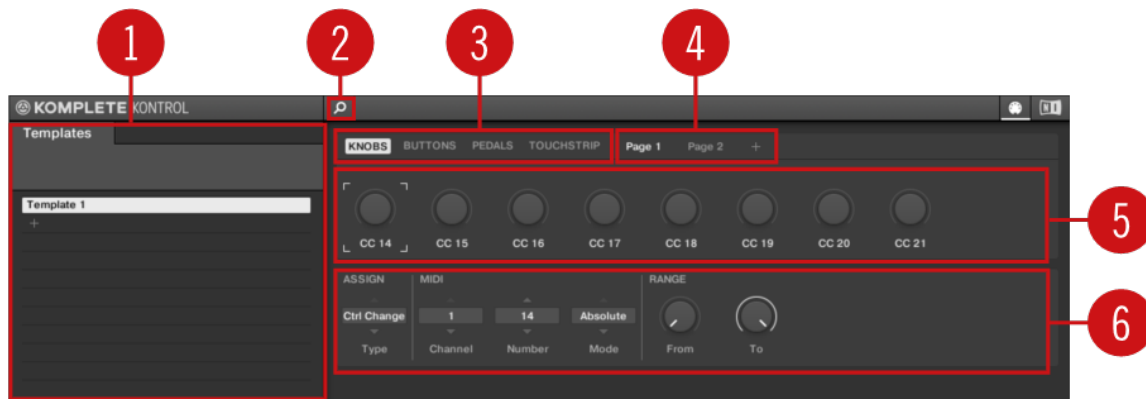 1 2 3 4
KOMPLETE KONTROL
Templates
KNOBS BUTTONS PEDALS TOUCHSTRIP Page 1 Page 2 +
Template 1
+
CC 14 CC 15 CC 16 CC 17 CC 18 CC 19 CC 20 CC 21
5
ASSIGN MIDI RANGE
Ctrl Change 1 14 Absolute
Type Channel Number Mode From To
6